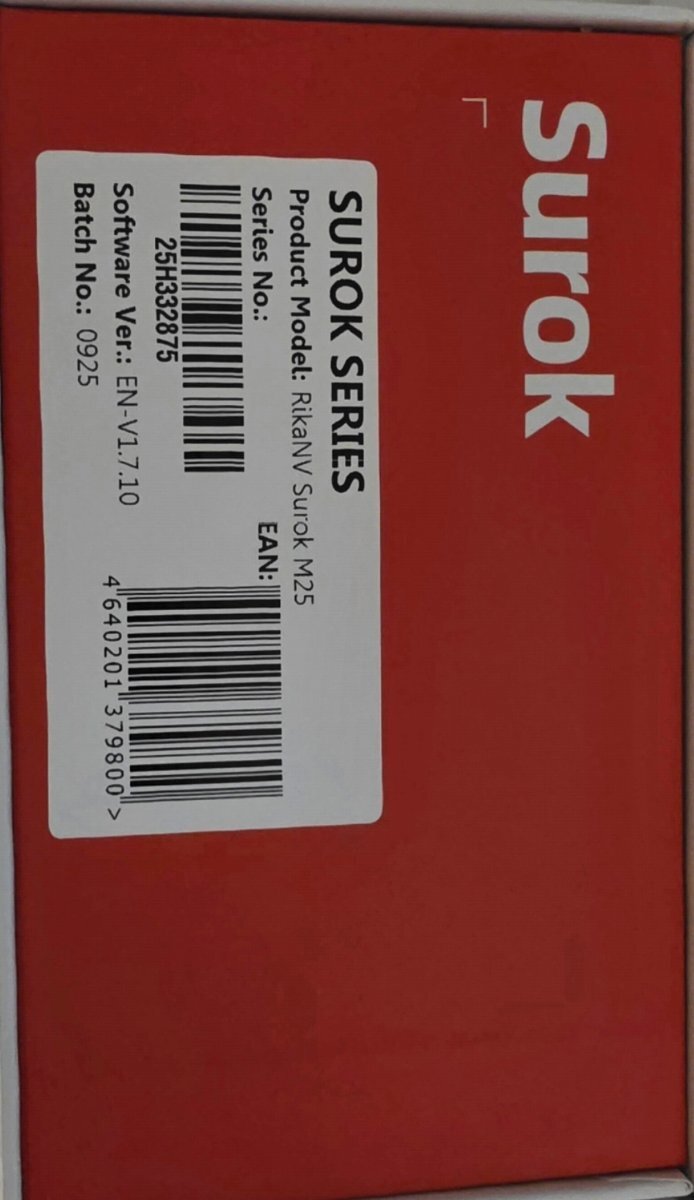 Surok
SUROK SERIES
Product Model: RikaNV Surok M25
Series No.:
25H332875
EAN:
4 640201 379800 >
Software Ver.: EN-V1.7.10
Batch No.: 0925